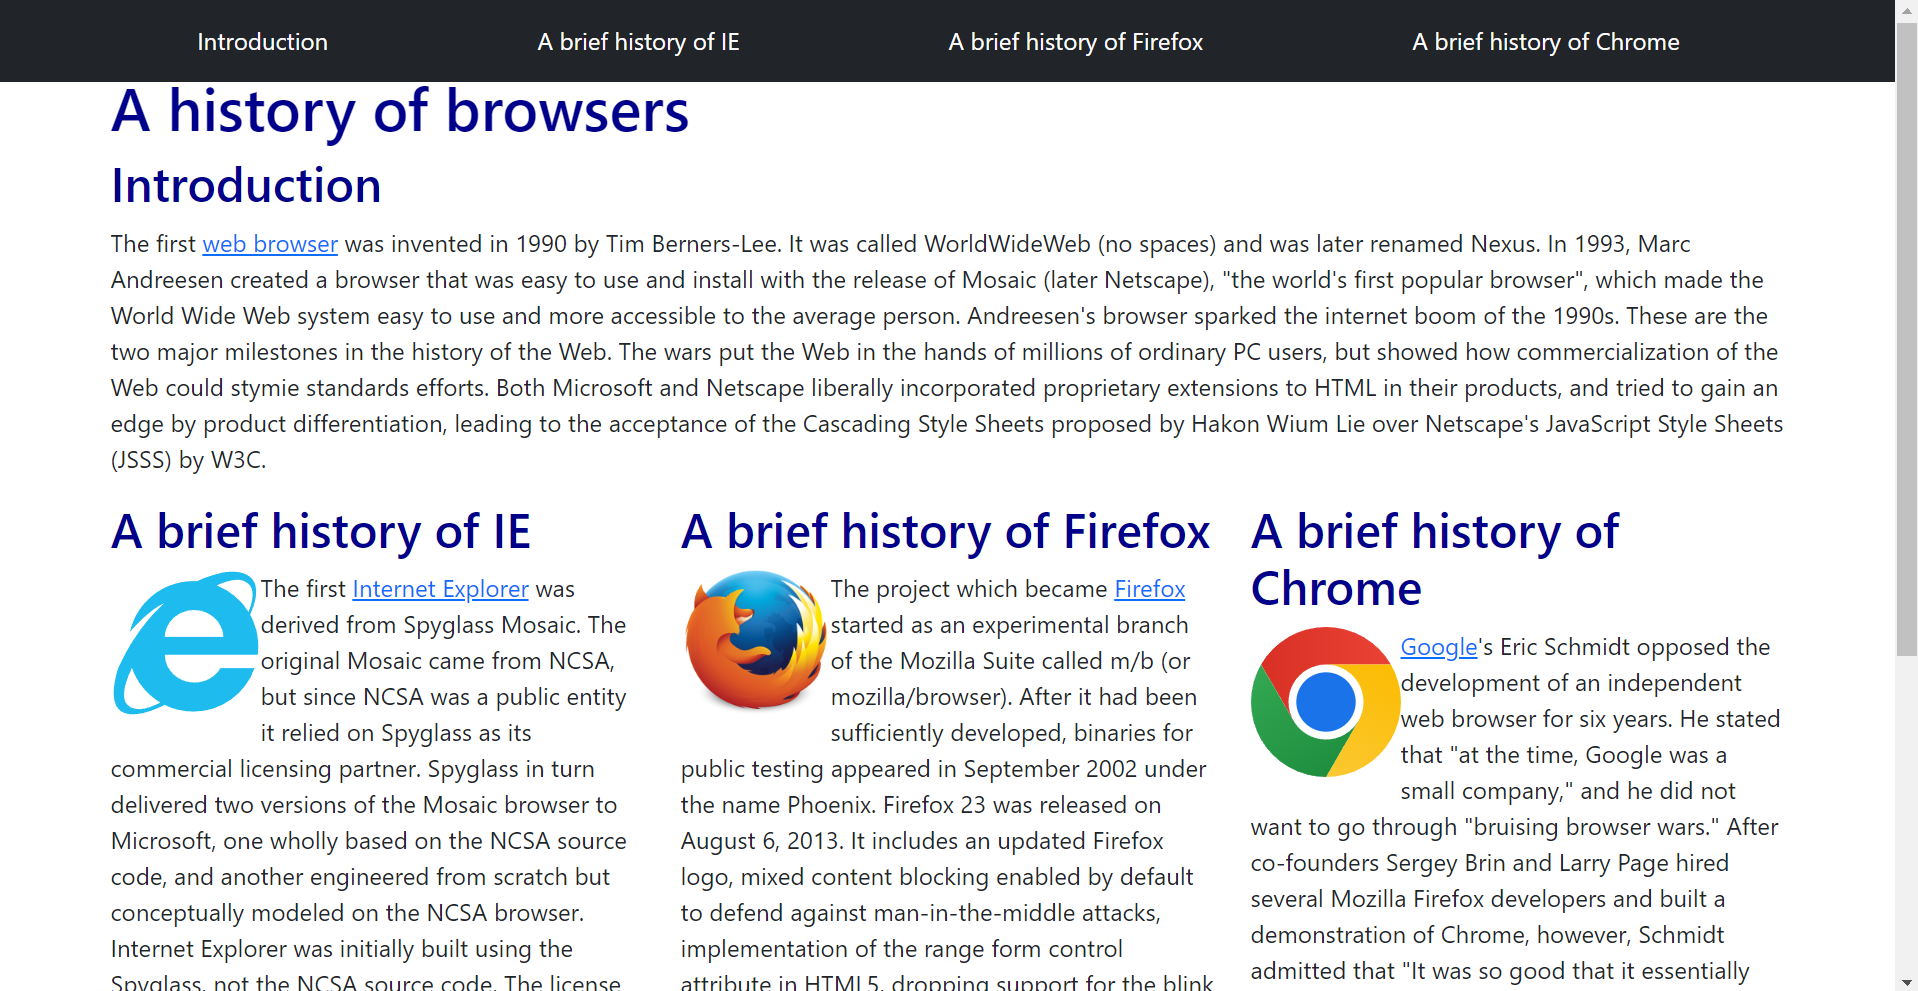 Introduction
A brief history of IE
A brief history of Firefox
A brief history of Chrome
A history of browsers
Introduction
The first web browser was invented in 1990 by Tim Berners-Lee. It was called WorldWideWeb (no spaces) and was later renamed Nexus. In 1993, Marc
Andreesen created a browser that was easy to use and install with the release of Mosaic (later Netscape), "the world's first popular browser", which made the
World Wide Web system easy to use and more accessible to the average person. Andreesen's browser sparked the internet boom of the 1990s. These are the
two major milestones in the history of the Web. The wars put the Web in the hands of millions of ordinary PC users, but showed how commercialization of the
Web could stymie standards efforts. Both Microsoft and Netscape liberally incorporated proprietary extensions to HTML in their products, and tried to gain an
edge by product differentiation, leading to the acceptance of the Cascading Style Sheets proposed by Hakon Wium Lie over Netscape's JavaScript Style Sheets
(JSSS) by W3C.
A brief history of IE
The first Internet Explorer was
derived from Spyglass Mosaic. The
original Mosaic came from NCSA,
but since NCSA was a public entity
it relied on Spyglass as its
commercial licensing partner. Spyglass in turn
delivered two versions of the Mosaic browser to
Microsoft, one wholly based on the NCSA source
code, and another engineered from scratch but
conceptually modeled on the NCSA browser.
Internet Explorer was initially built using the
Spyglass, not the NCSA source code. The license
A brief history of Firefox
The project which became Firefox
started as an experimental branch
of the Mozilla Suite called m/b (or
mozilla/browser). After it had been
sufficiently developed, binaries for
public testing appeared in September 2002 under
the name Phoenix. Firefox 23 was released on
August 6, 2013. It includes an updated Firefox
logo, mixed content blocking enabled by default
to defend against man-in-the-middle attacks,
implementation of the range form control
attribute in HTML5, dropping support for the blink
A brief history of
Chrome
Google's Eric Schmidt opposed the
development of an independent
web browser for six years. He stated
that "at the time, Google was a
small company," and he did not
want to go through "bruising browser wars." After
co-founders Sergey Brin and Larry Page hired
several Mozilla Firefox developers and built a
demonstration of Chrome, however, Schmidt
admitted that "It was so good that it essentially